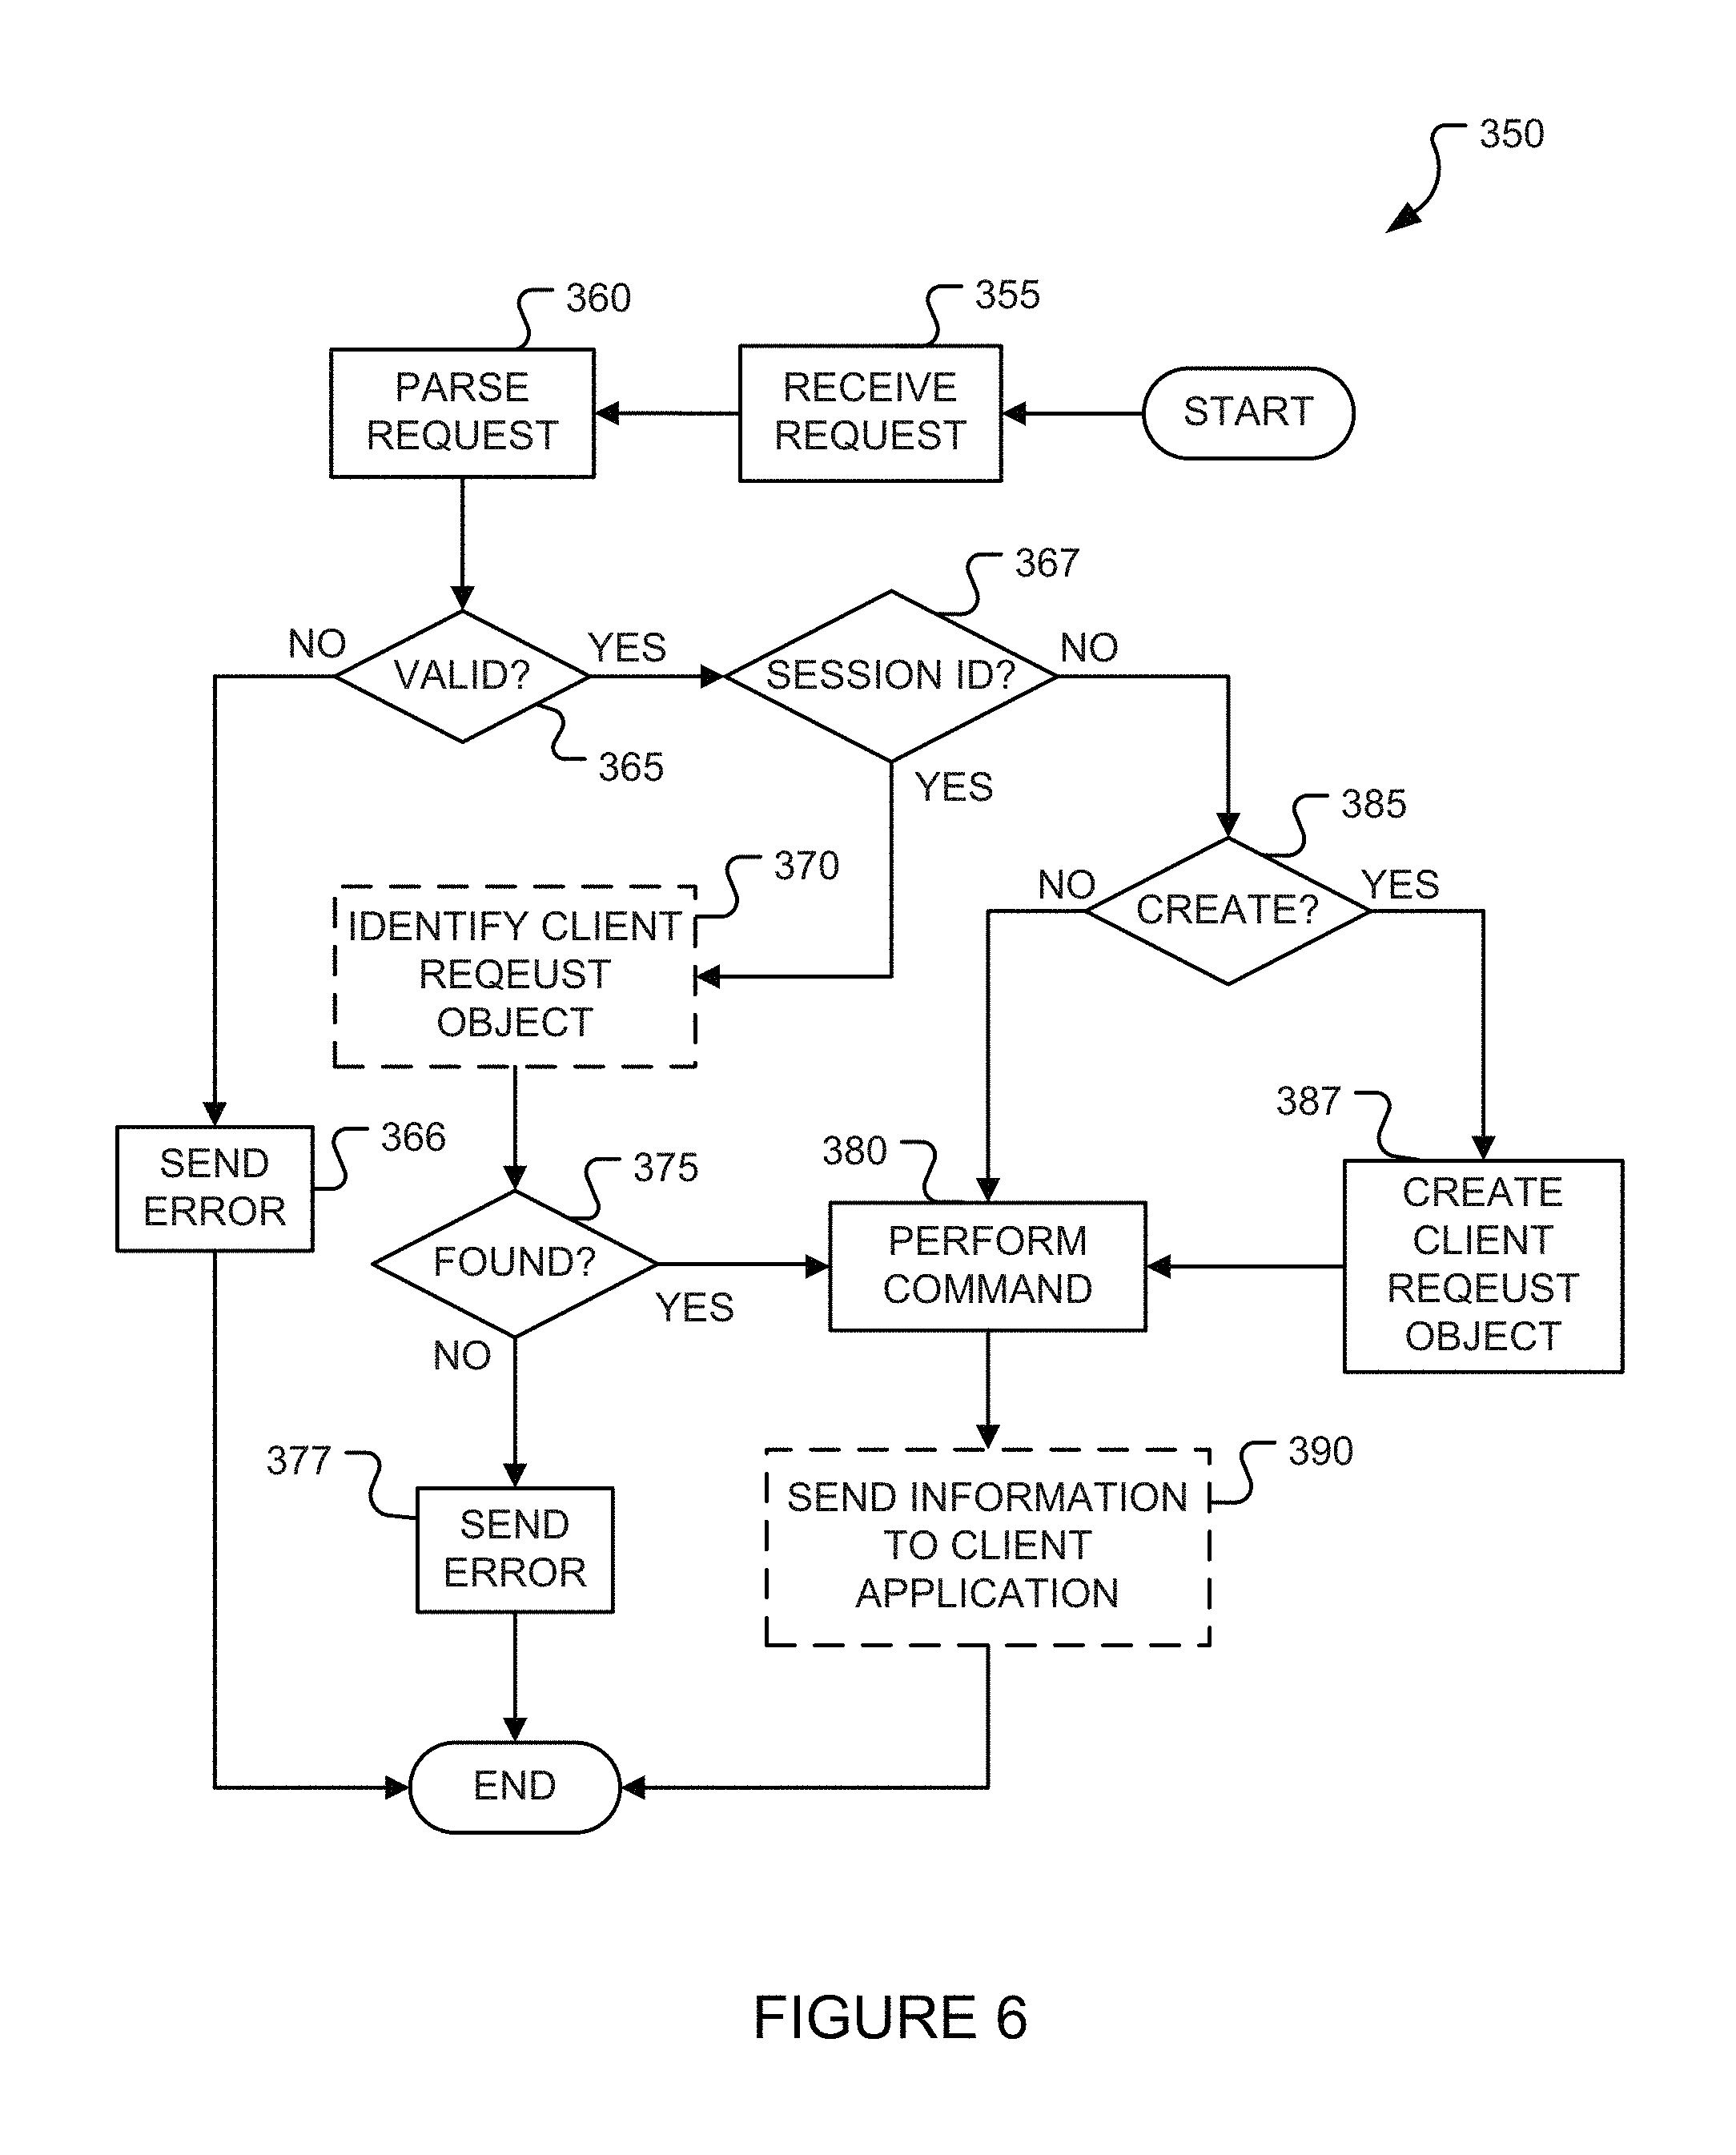 350
360
355
PARSE
REQUEST
RECEIVE
REQUEST
START
367
NO
VALID?
YES
SESSION ID?
NO
365
YES
385
370
NO
CREATE?
YES
IDENTIFY CLIENT
REQEUST
OBJECT
387
366
380
375
SEND
ERROR
FOUND?
YES
NO
PERFORM
COMMAND
CREATE
CLIENT
REQEUST
OBJECT
377
390
SEND
ERROR
SEND INFORMATION
TO CLIENT
APPLICATION
END
FIGURE 6